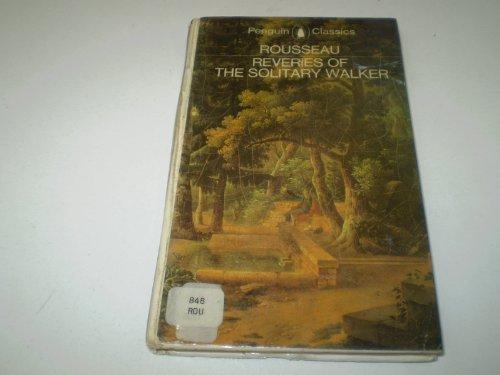 Penguin Classics
ROUSSEAU
REVERIES OF
THE SOLITARY WALKER
848
ROU